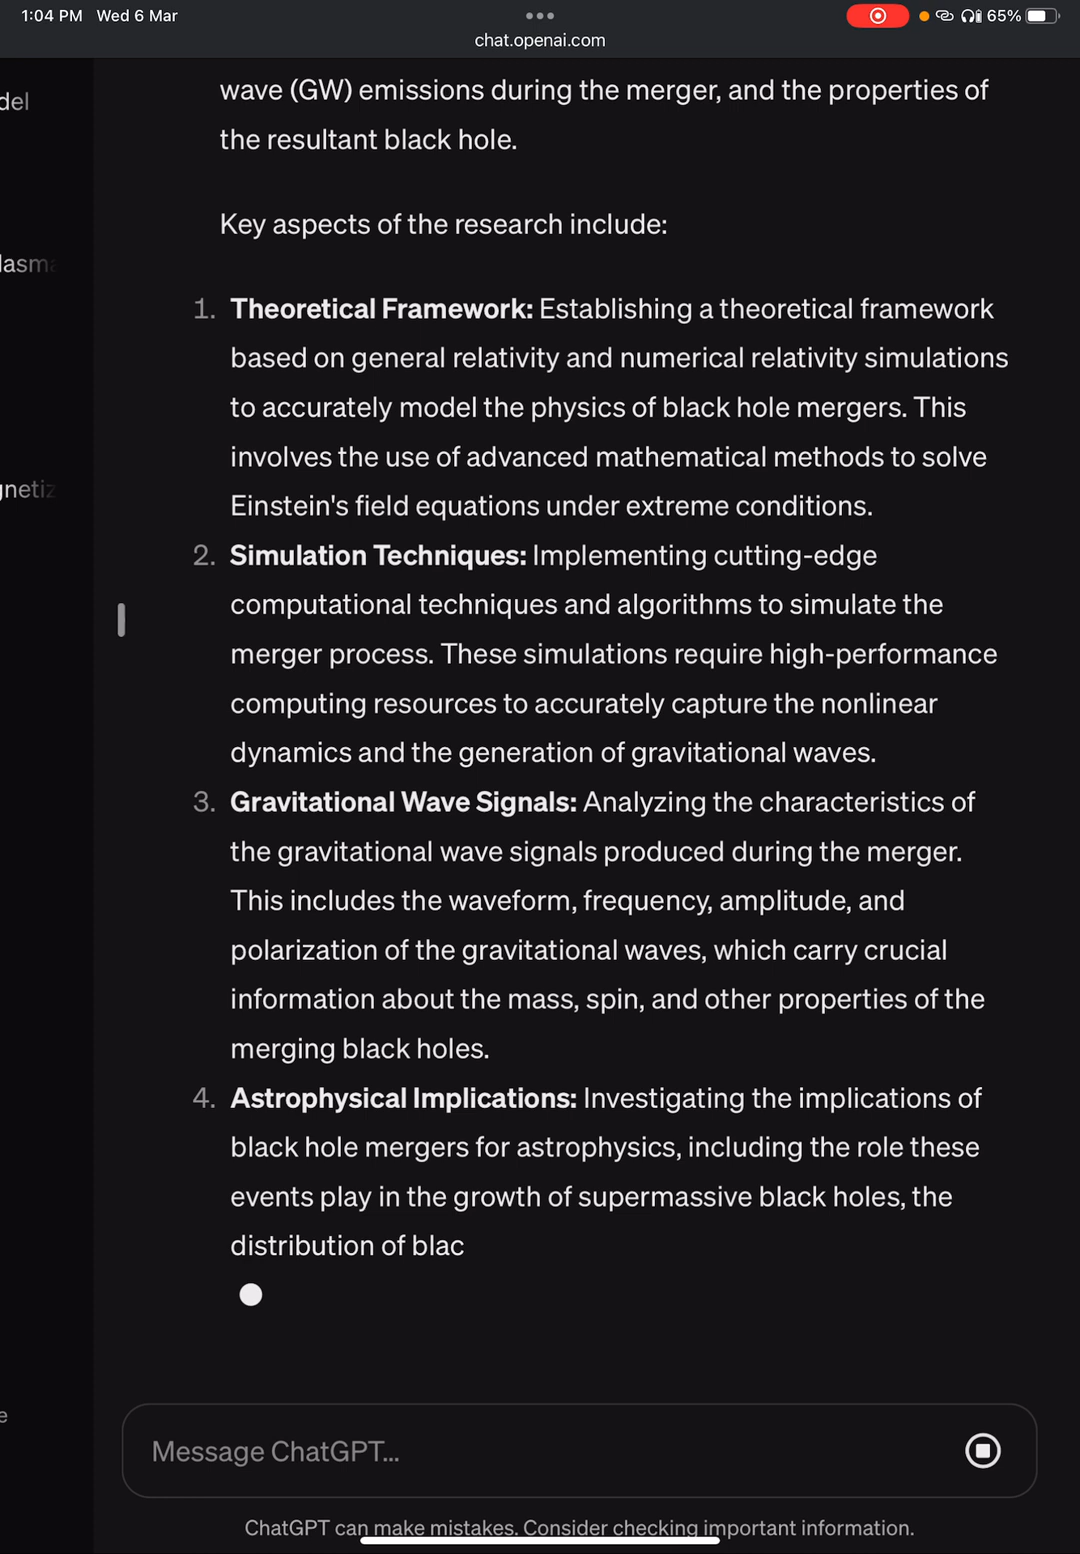 1:04 PM Wed 6 Mar
65%
chat.openai.com
del
lasma
gnetiz
e
wave (GW) emissions during the merger, and the properties of
the resultant black hole.
Key aspects of the research include:
1. Theoretical Framework: Establishing a theoretical framework
based on general relativity and numerical relativity simulations
to accurately model the physics of black hole mergers. This
involves the use of advanced mathematical methods to solve
Einstein's field equations under extreme conditions.
2. Simulation Techniques: Implementing cutting-edge
computational techniques and algorithms to simulate the
merger process. These simulations require high-performance
computing resources to accurately capture the nonlinear
dynamics and the generation of gravitational waves.
3. Gravitational Wave Signals: Analyzing the characteristics of
the gravitational wave signals produced during the merger.
This includes the waveform, frequency, amplitude, and
polarization of the gravitational waves, which carry crucial
information about the mass, spin, and other properties of the
merging black holes.
4. Astrophysical Implications: Investigating the implications of
black hole mergers for astrophysics, including the role these
events play in the growth of supermassive black holes, the
distribution of blac
Message ChatGPT...
ChatGPT can make mistakes. Consider checking important information.